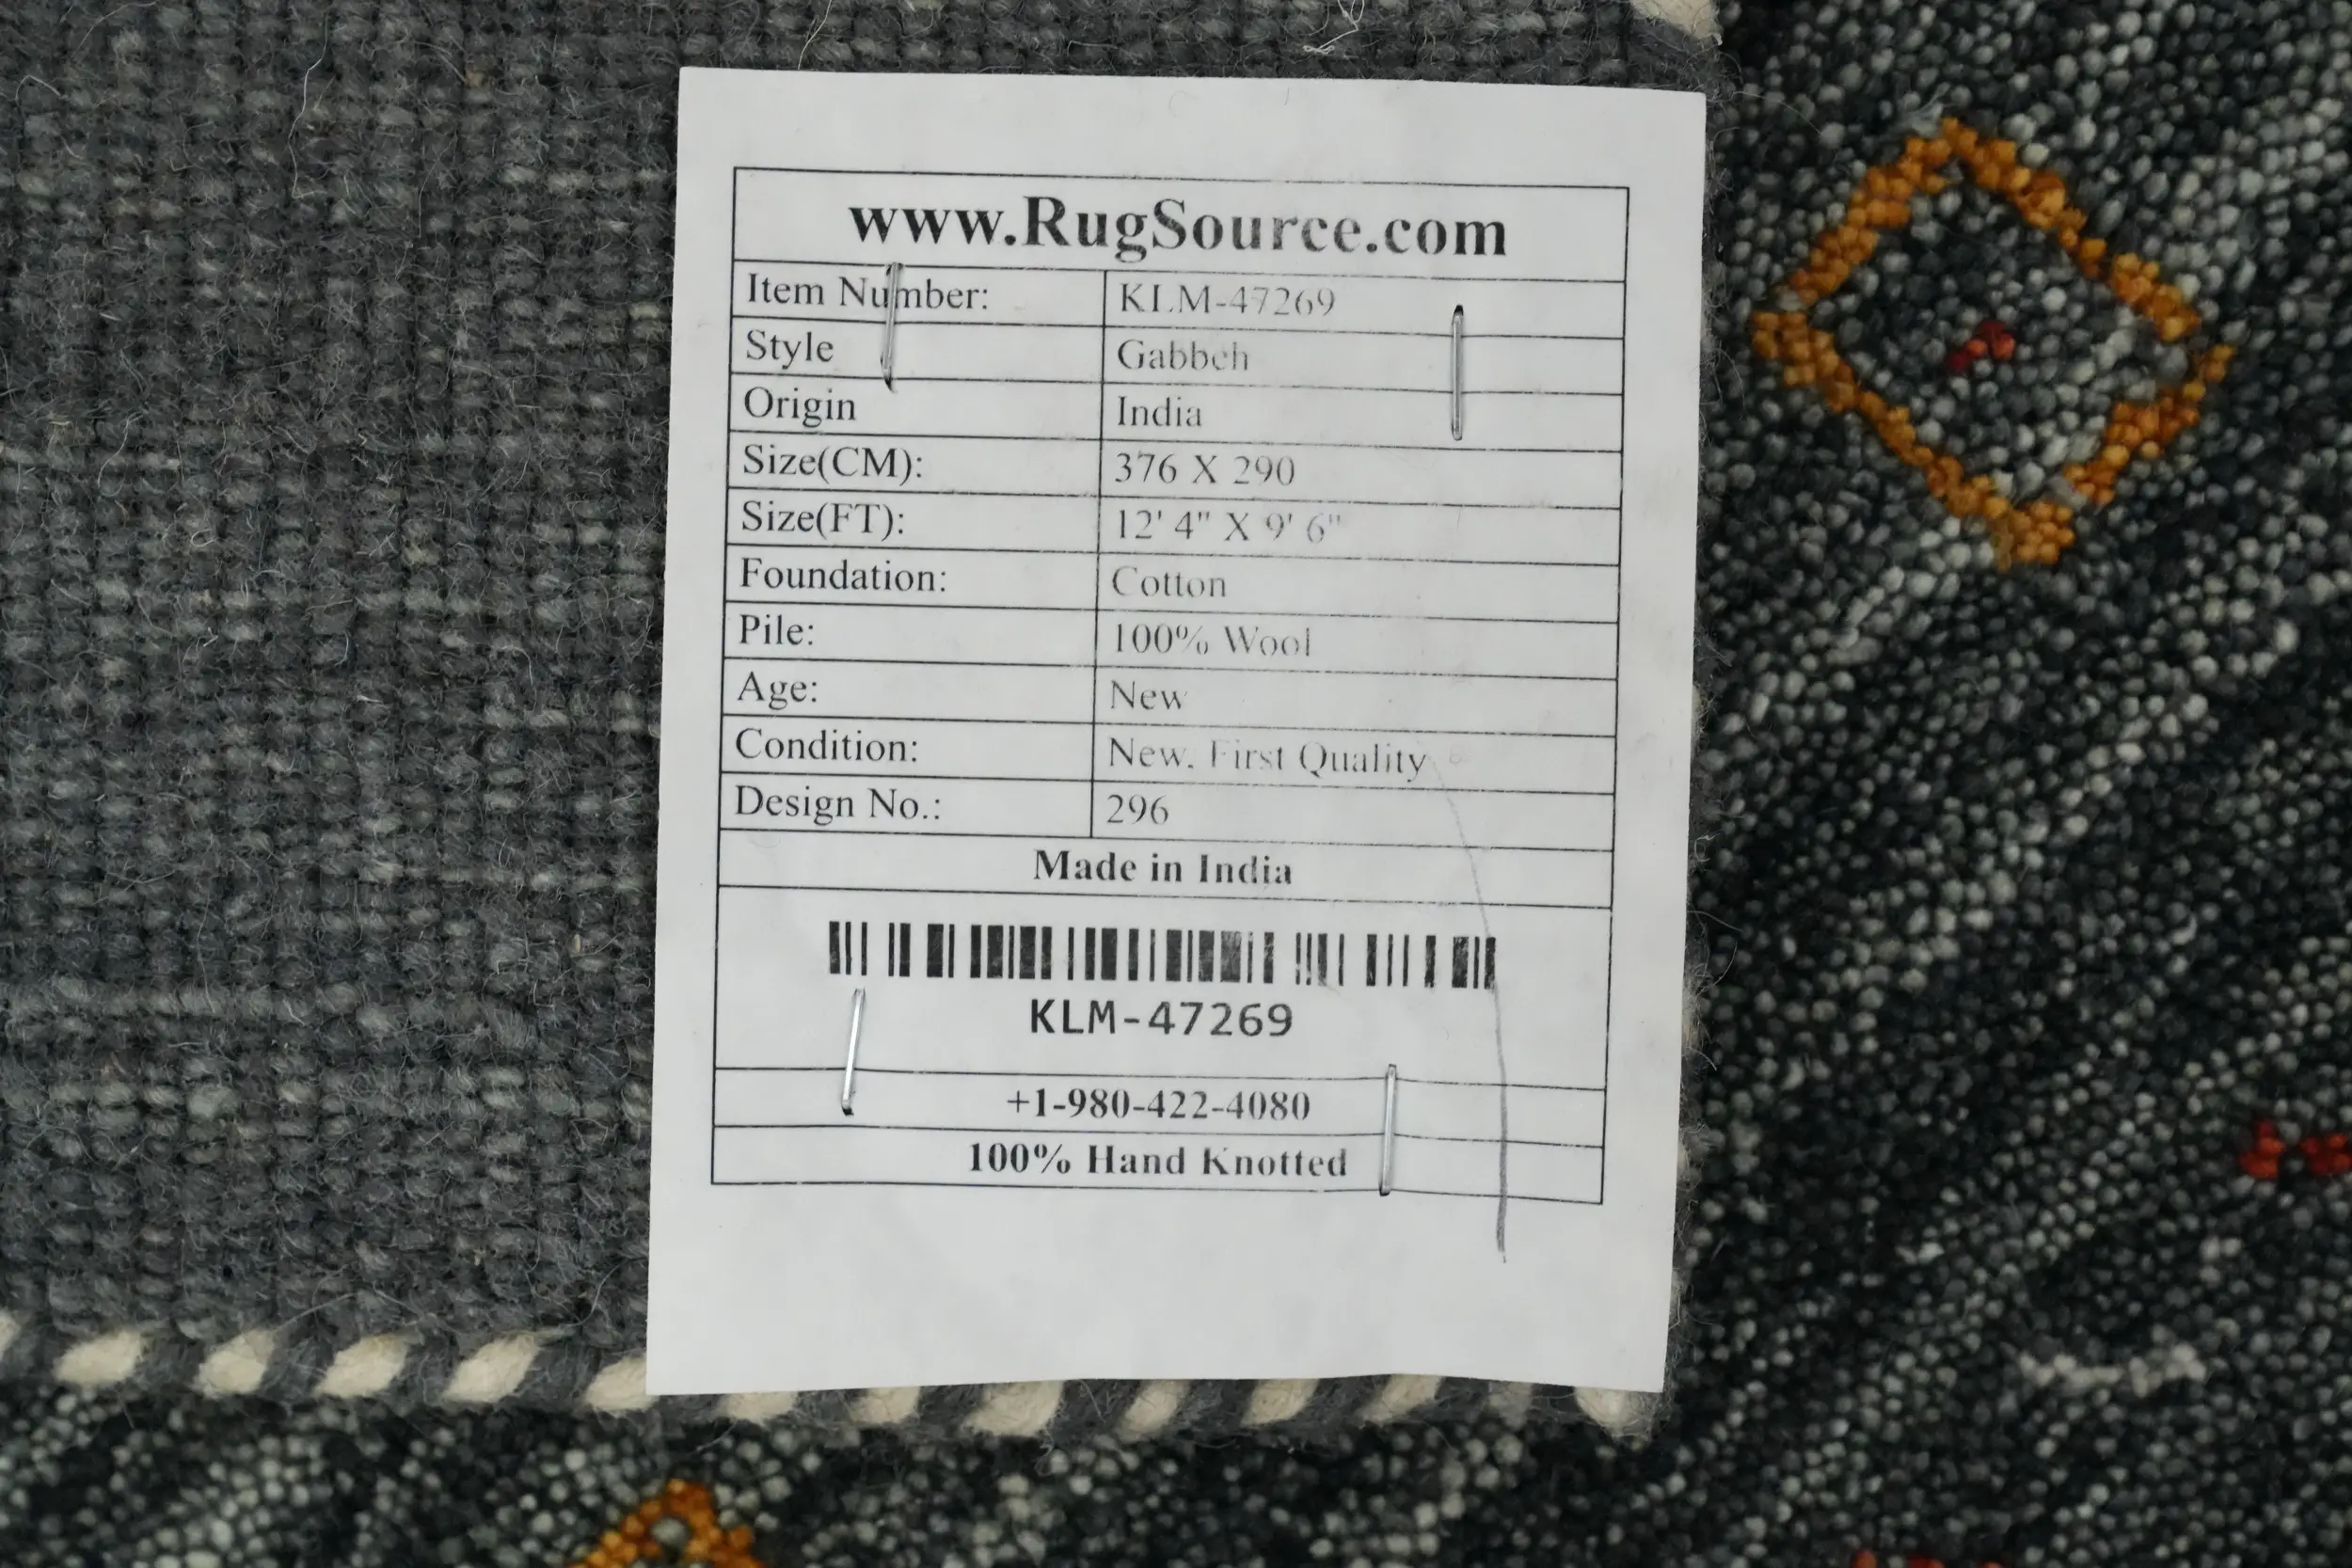 www.RugSource.com
Item Number: KLM-47269
Style Gabbeh
Origin India
Size(CM): 376 X 290
Size(FT): 12' 4" X 9' 6"
Foundation: Cotton
Pile: 100% Wool
Age: New
Condition: New, First Quality
Design No.: 296
Made in India
KLM-47269
+1-980-422-4080
100% Hand Knotted